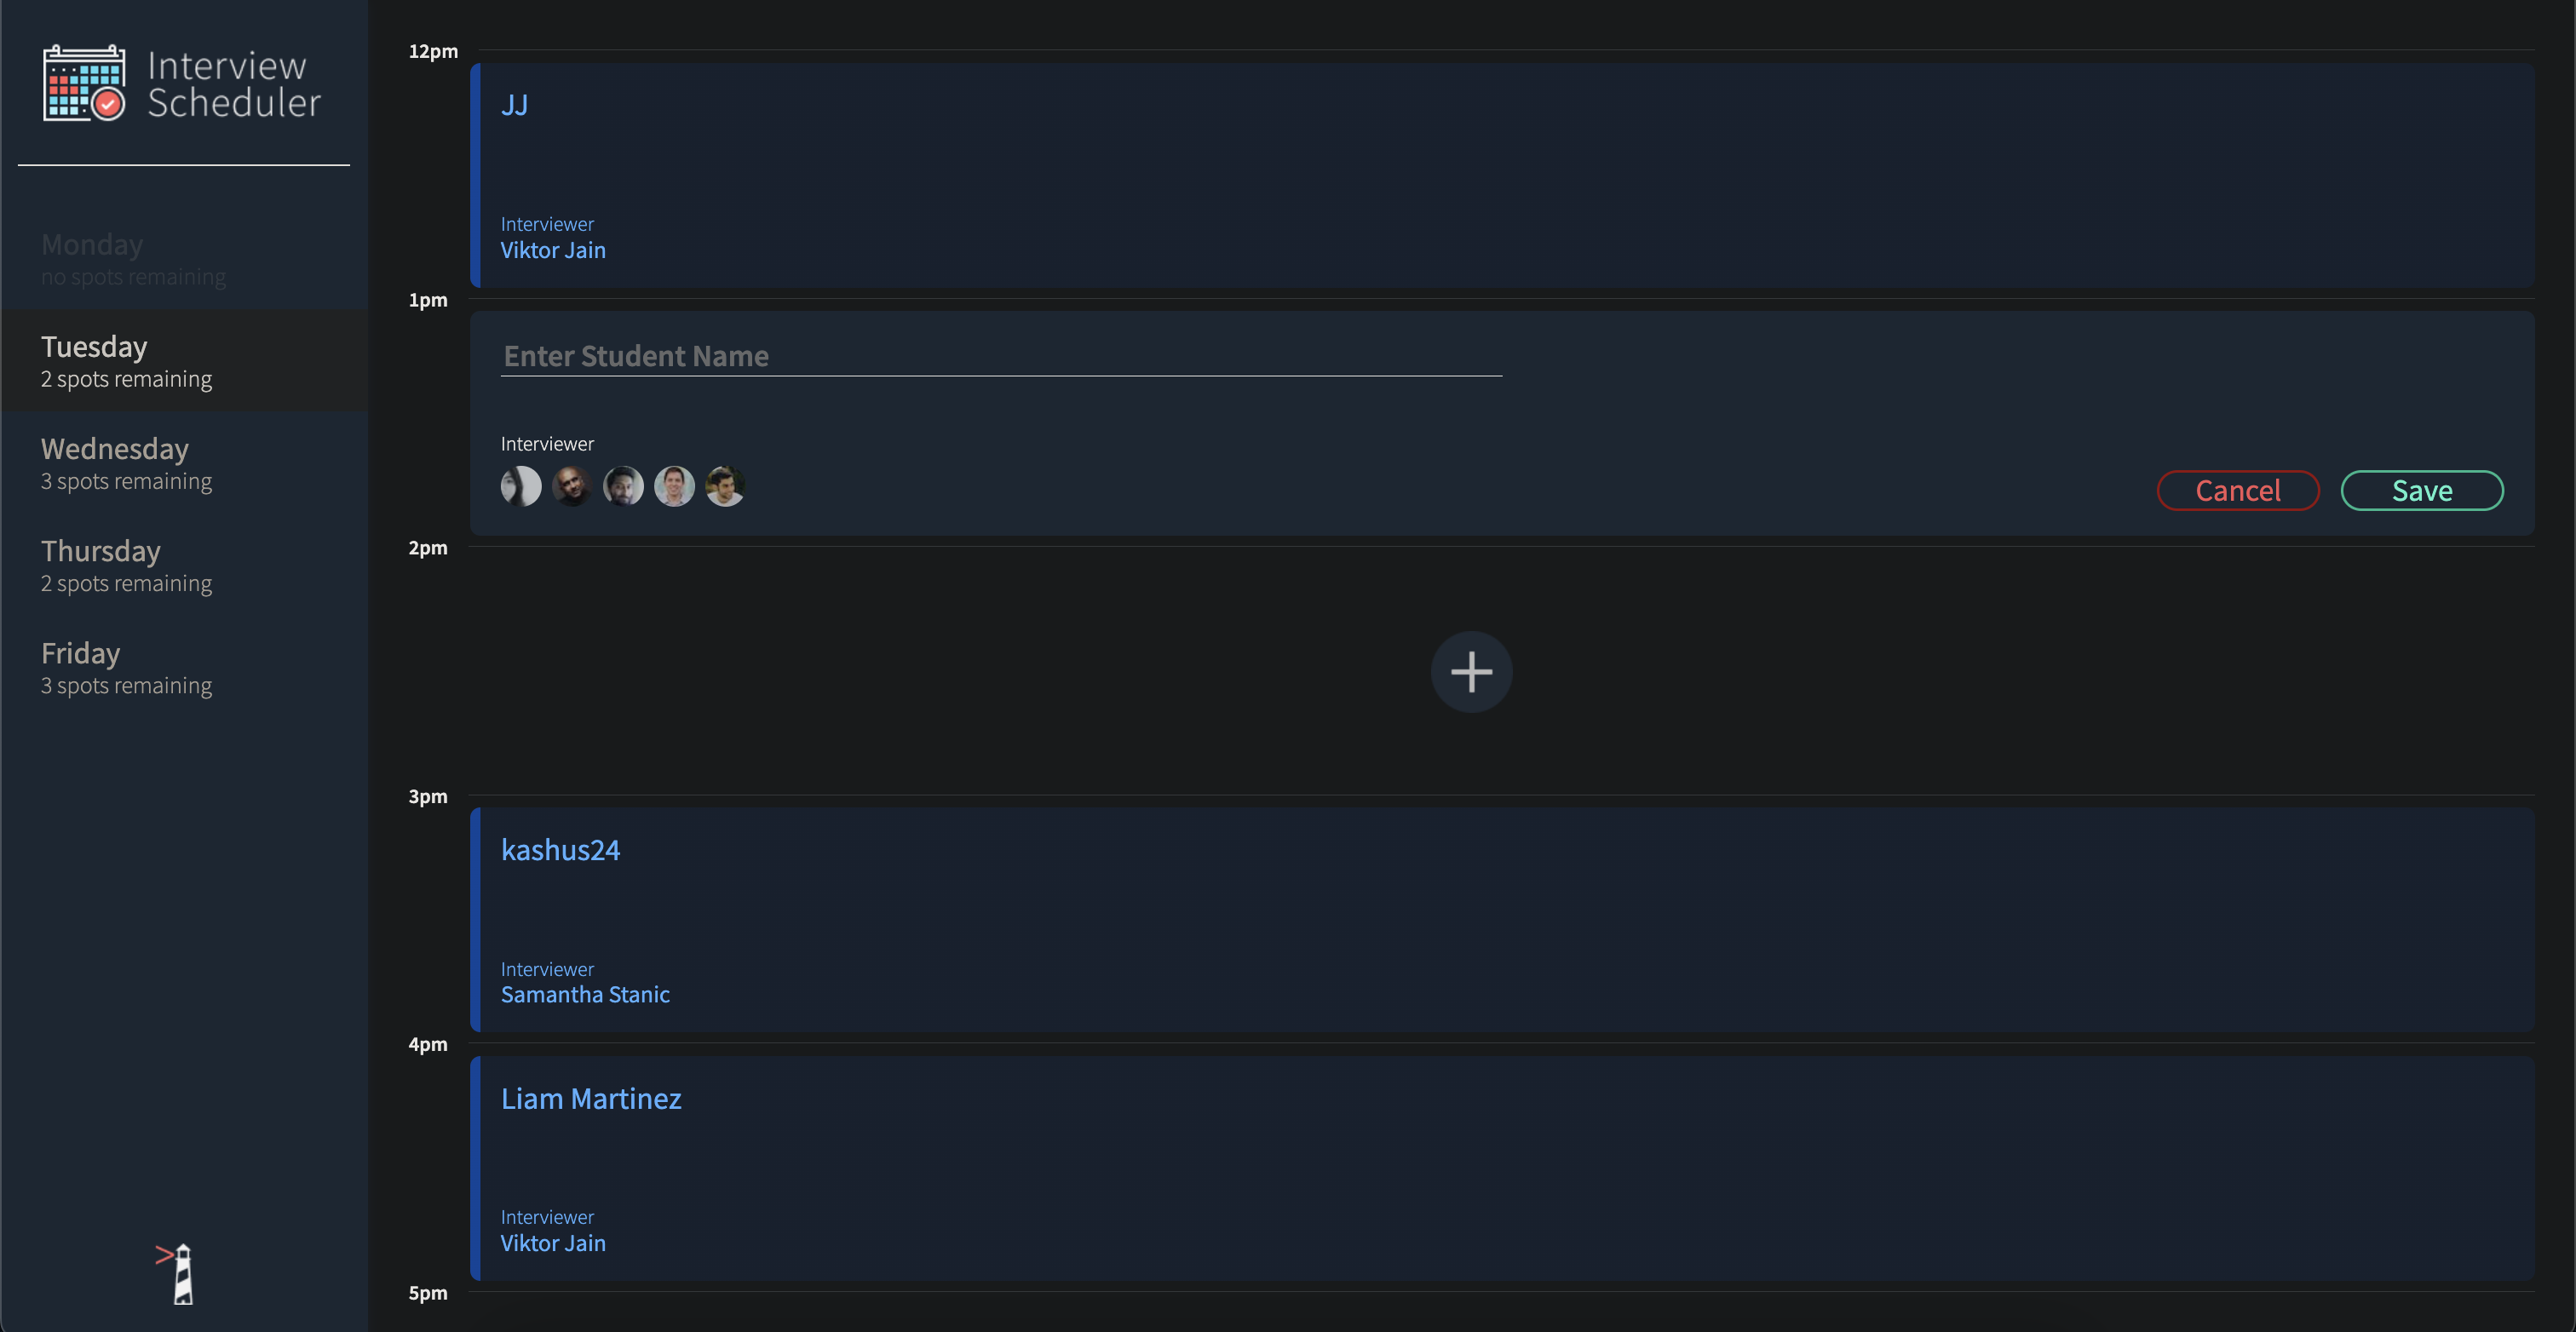 Interview
Scheduler
Monday
no spots remaining
Tuesday
2 spots remaining
Wednesday
3 spots remaining
Thursday
2 spots remaining
Friday
3 spots remaining
12pm
JJ
Interviewer
Viktor Jain
1pm
Enter Student Name
Interviewer
Cancel
Save
2pm
3pm
kashus24
Interviewer
Samantha Stanic
4pm
Liam Martinez
Interviewer
Viktor Jain
5pm